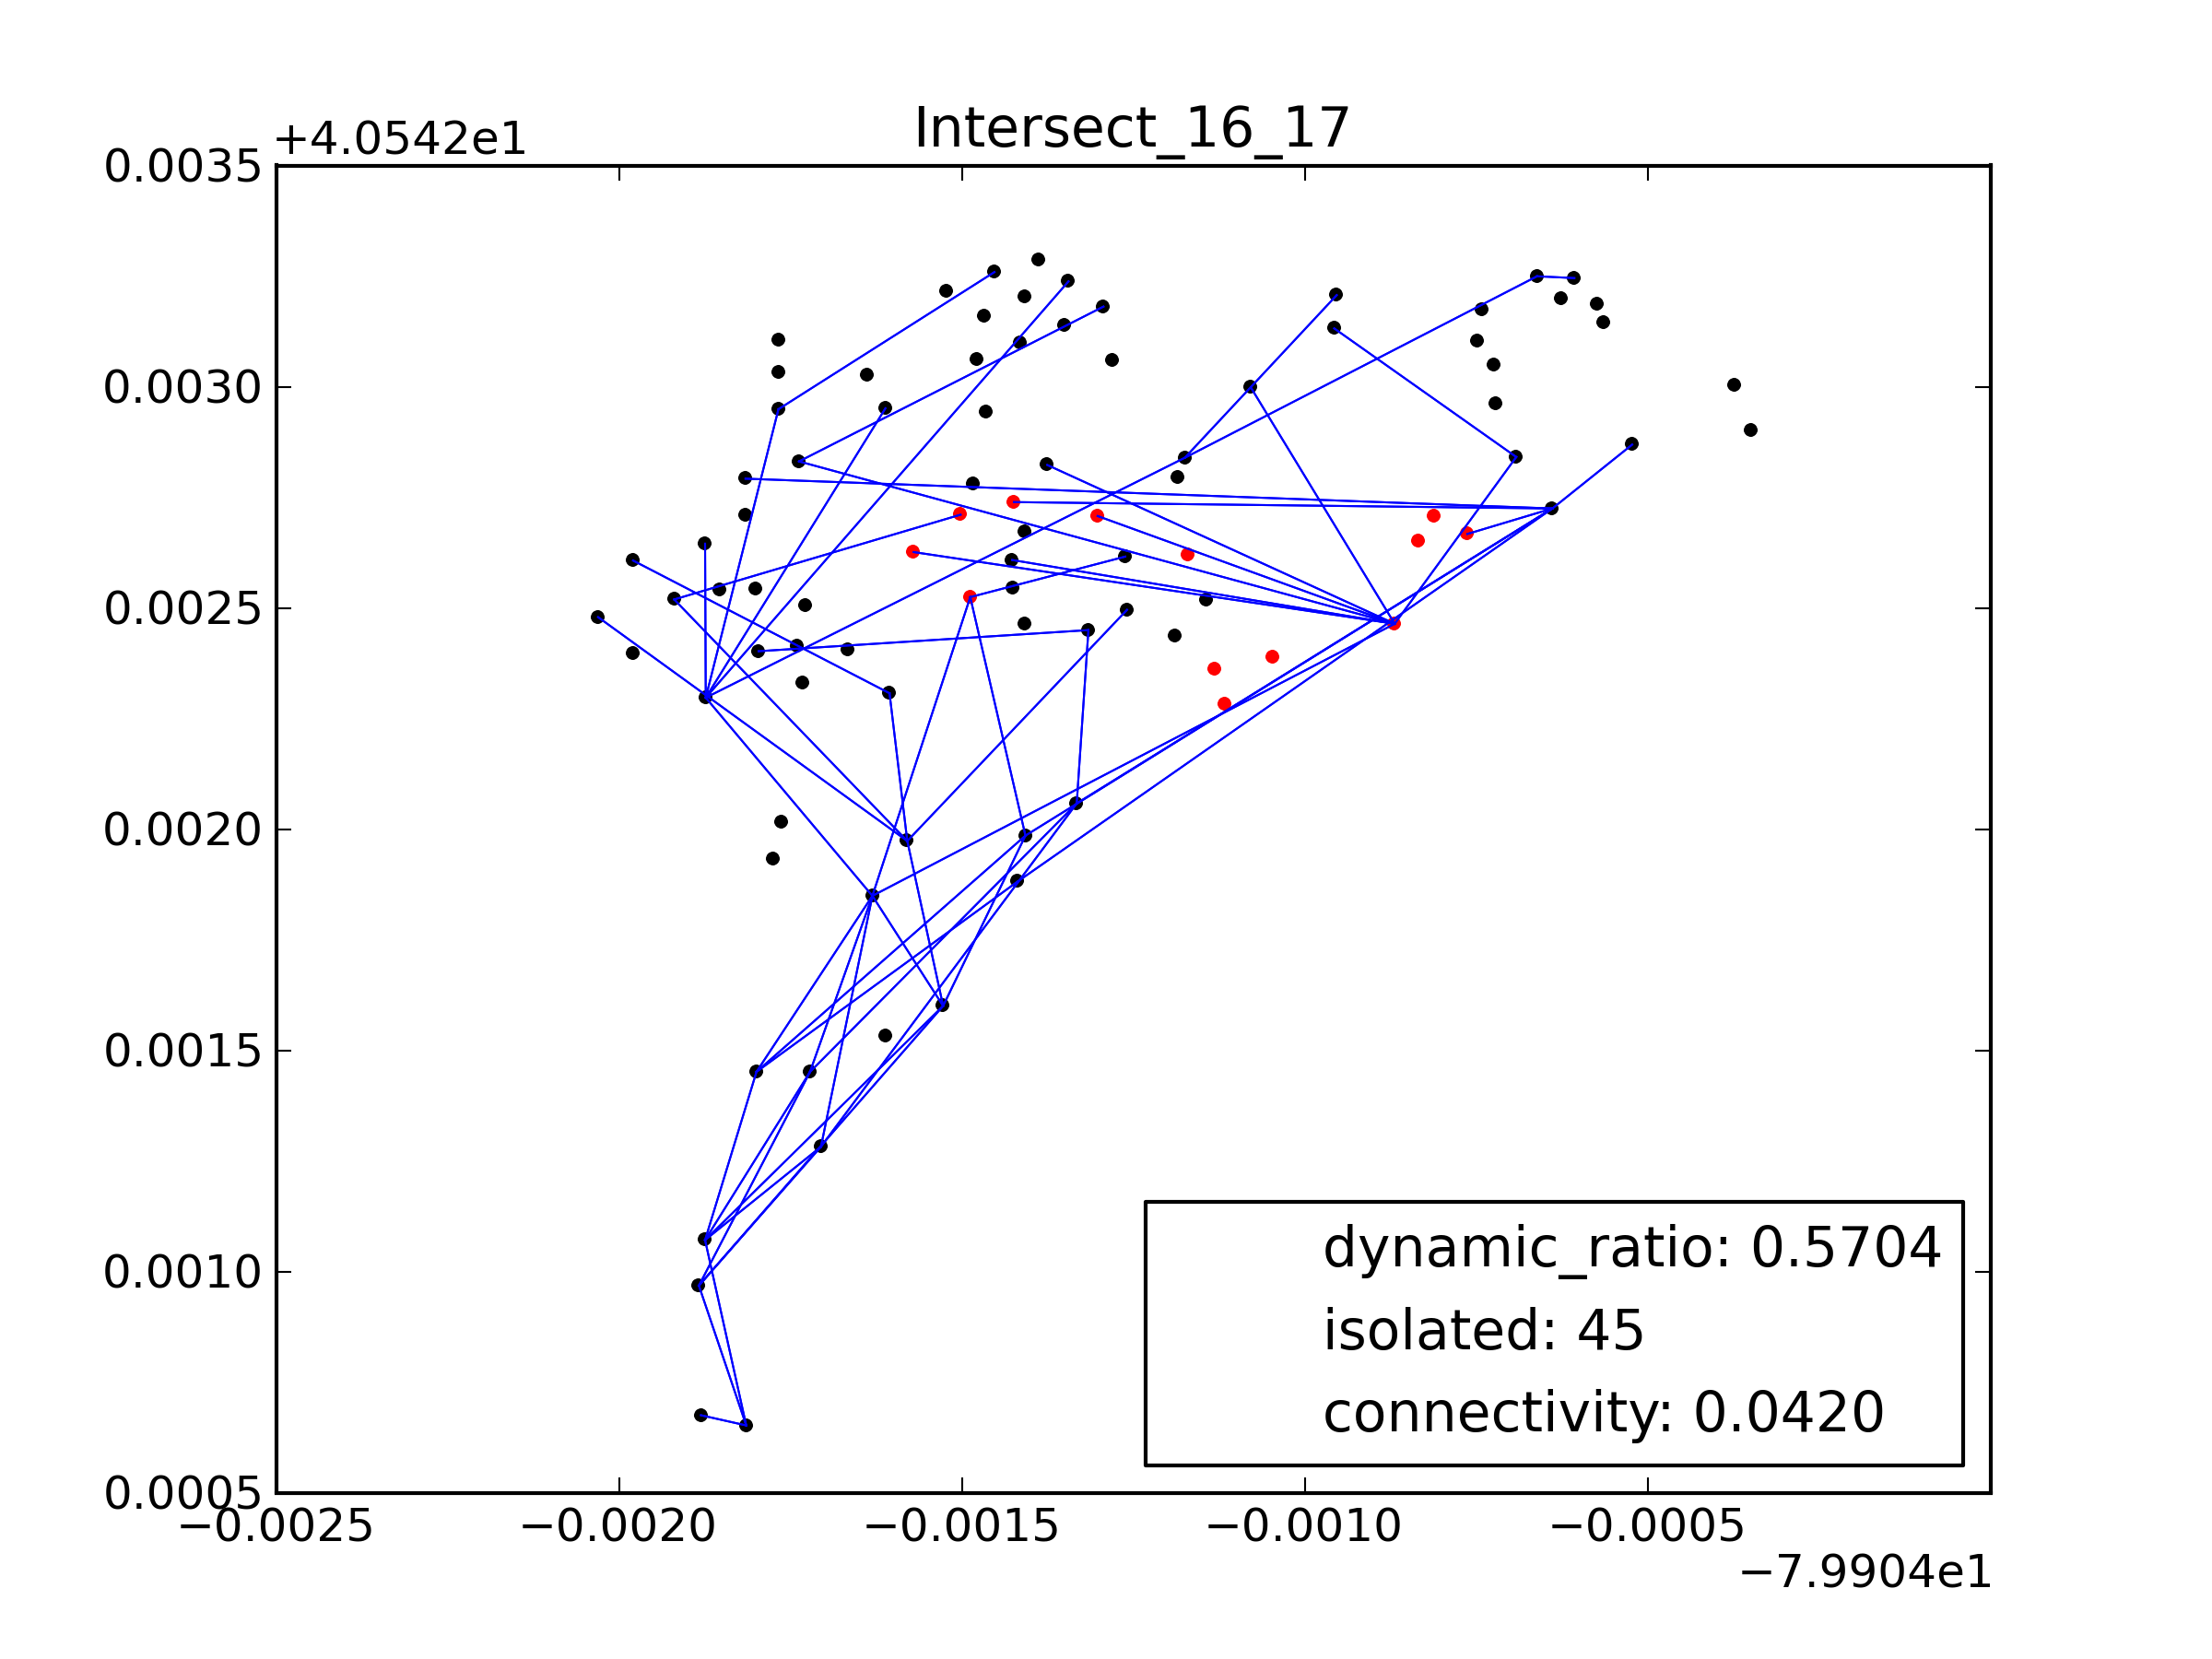 Intersect_16_17
+4.0542e1
0.0035
0.0030
0.0025
0.0020
0.0015
0.0010
0.0005
dynamic_ratio: 0.5704
isolated: 45
connectivity: 0.0420
−0.0025 −0.0020 −0.0015 −0.0010 −0.0005
−7.9904e1